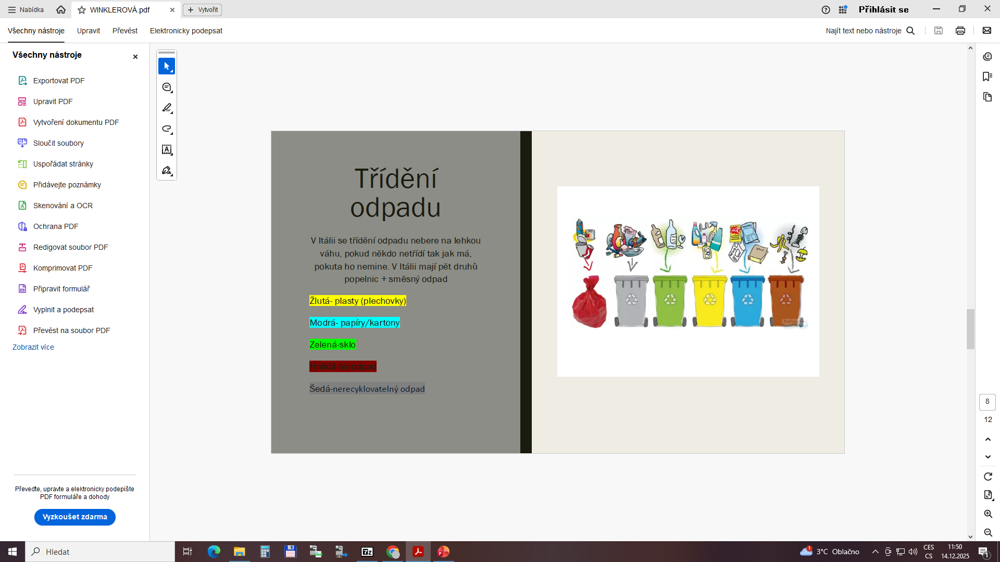 Nabídka
WINKLEROVÁ.pdf
Vytvořit
Přihlásit se
Všechny nástroje
Upravit
Převést
Elektronicky podepsat
Najít text nebo nástroje
Všechny nástroje
Exportovat PDF
Upravit PDF
Vytvoření dokumentu PDF
Sloučit soubory
Uspořádat stránky
Přidávejte poznámky
Skenování a OCR
Ochrana PDF
Redigovat soubor PDF
Komprimovat PDF
Připravit formulář
Vyplnit a podepsat
Převést na soubor PDF
Zobrazit více
Převeďte, upravte a elektronicky podepište
PDF formuláře a dohody
Vyzkoušet zdarma
Třídění
odpadu
V Itálii se třídění odpadu nebere na lehkou
váhu, pokud někdo netřídí tak jak má,
pokuta ho nemine. V Itálii mají pět druhů
popelnic + směsný odpad
Žlutá- plasty (plechovky)
Modrá- papíry/kartony
Zelená-sklo
Hnědá-bioodpad
Šedá-nerecyklovatelný odpad
8
12
Hledat
3°C Oblačno
CES
CS
11:50
14.12.2025